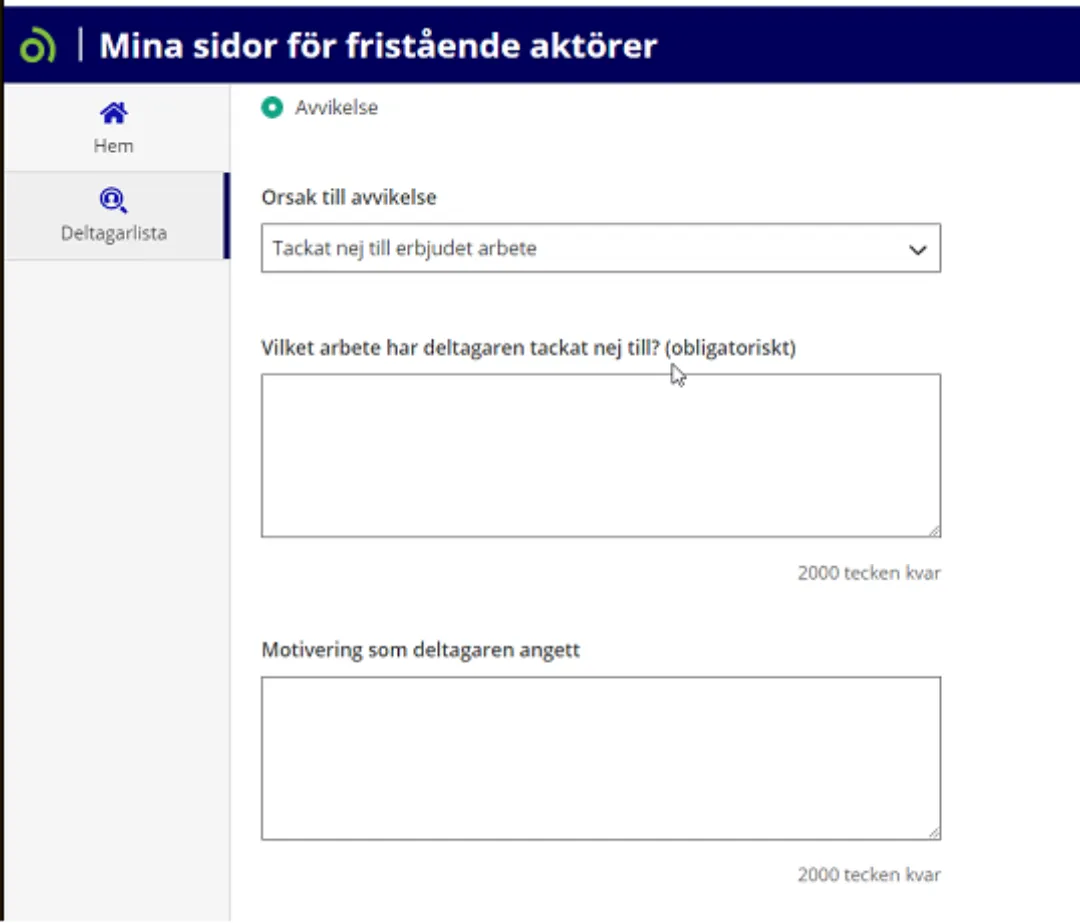 Mina sidor för fristående aktörer
Hem
Deltagarlista
Avvikelse
Orsak till avvikelse
Tackat nej till erbjudet arbete
Vilket arbete har deltagaren tackat nej till? (obligatoriskt)
2000 tecken kvar
Motivering som deltagaren angett
2000 tecken kvar